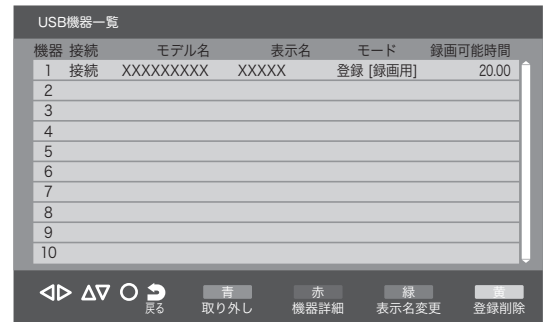 USB機器一覧
機器 接続 モデル名 表示名 モード 録画可能時間
1 接続 XXXXXXXXX XXXXX 登録 [録画用] 20.00
2
3
4
5
6
7
8
9
10
戻る
青 赤 緑 黄
取り外し 機器詳細 表示名変更 登録削除